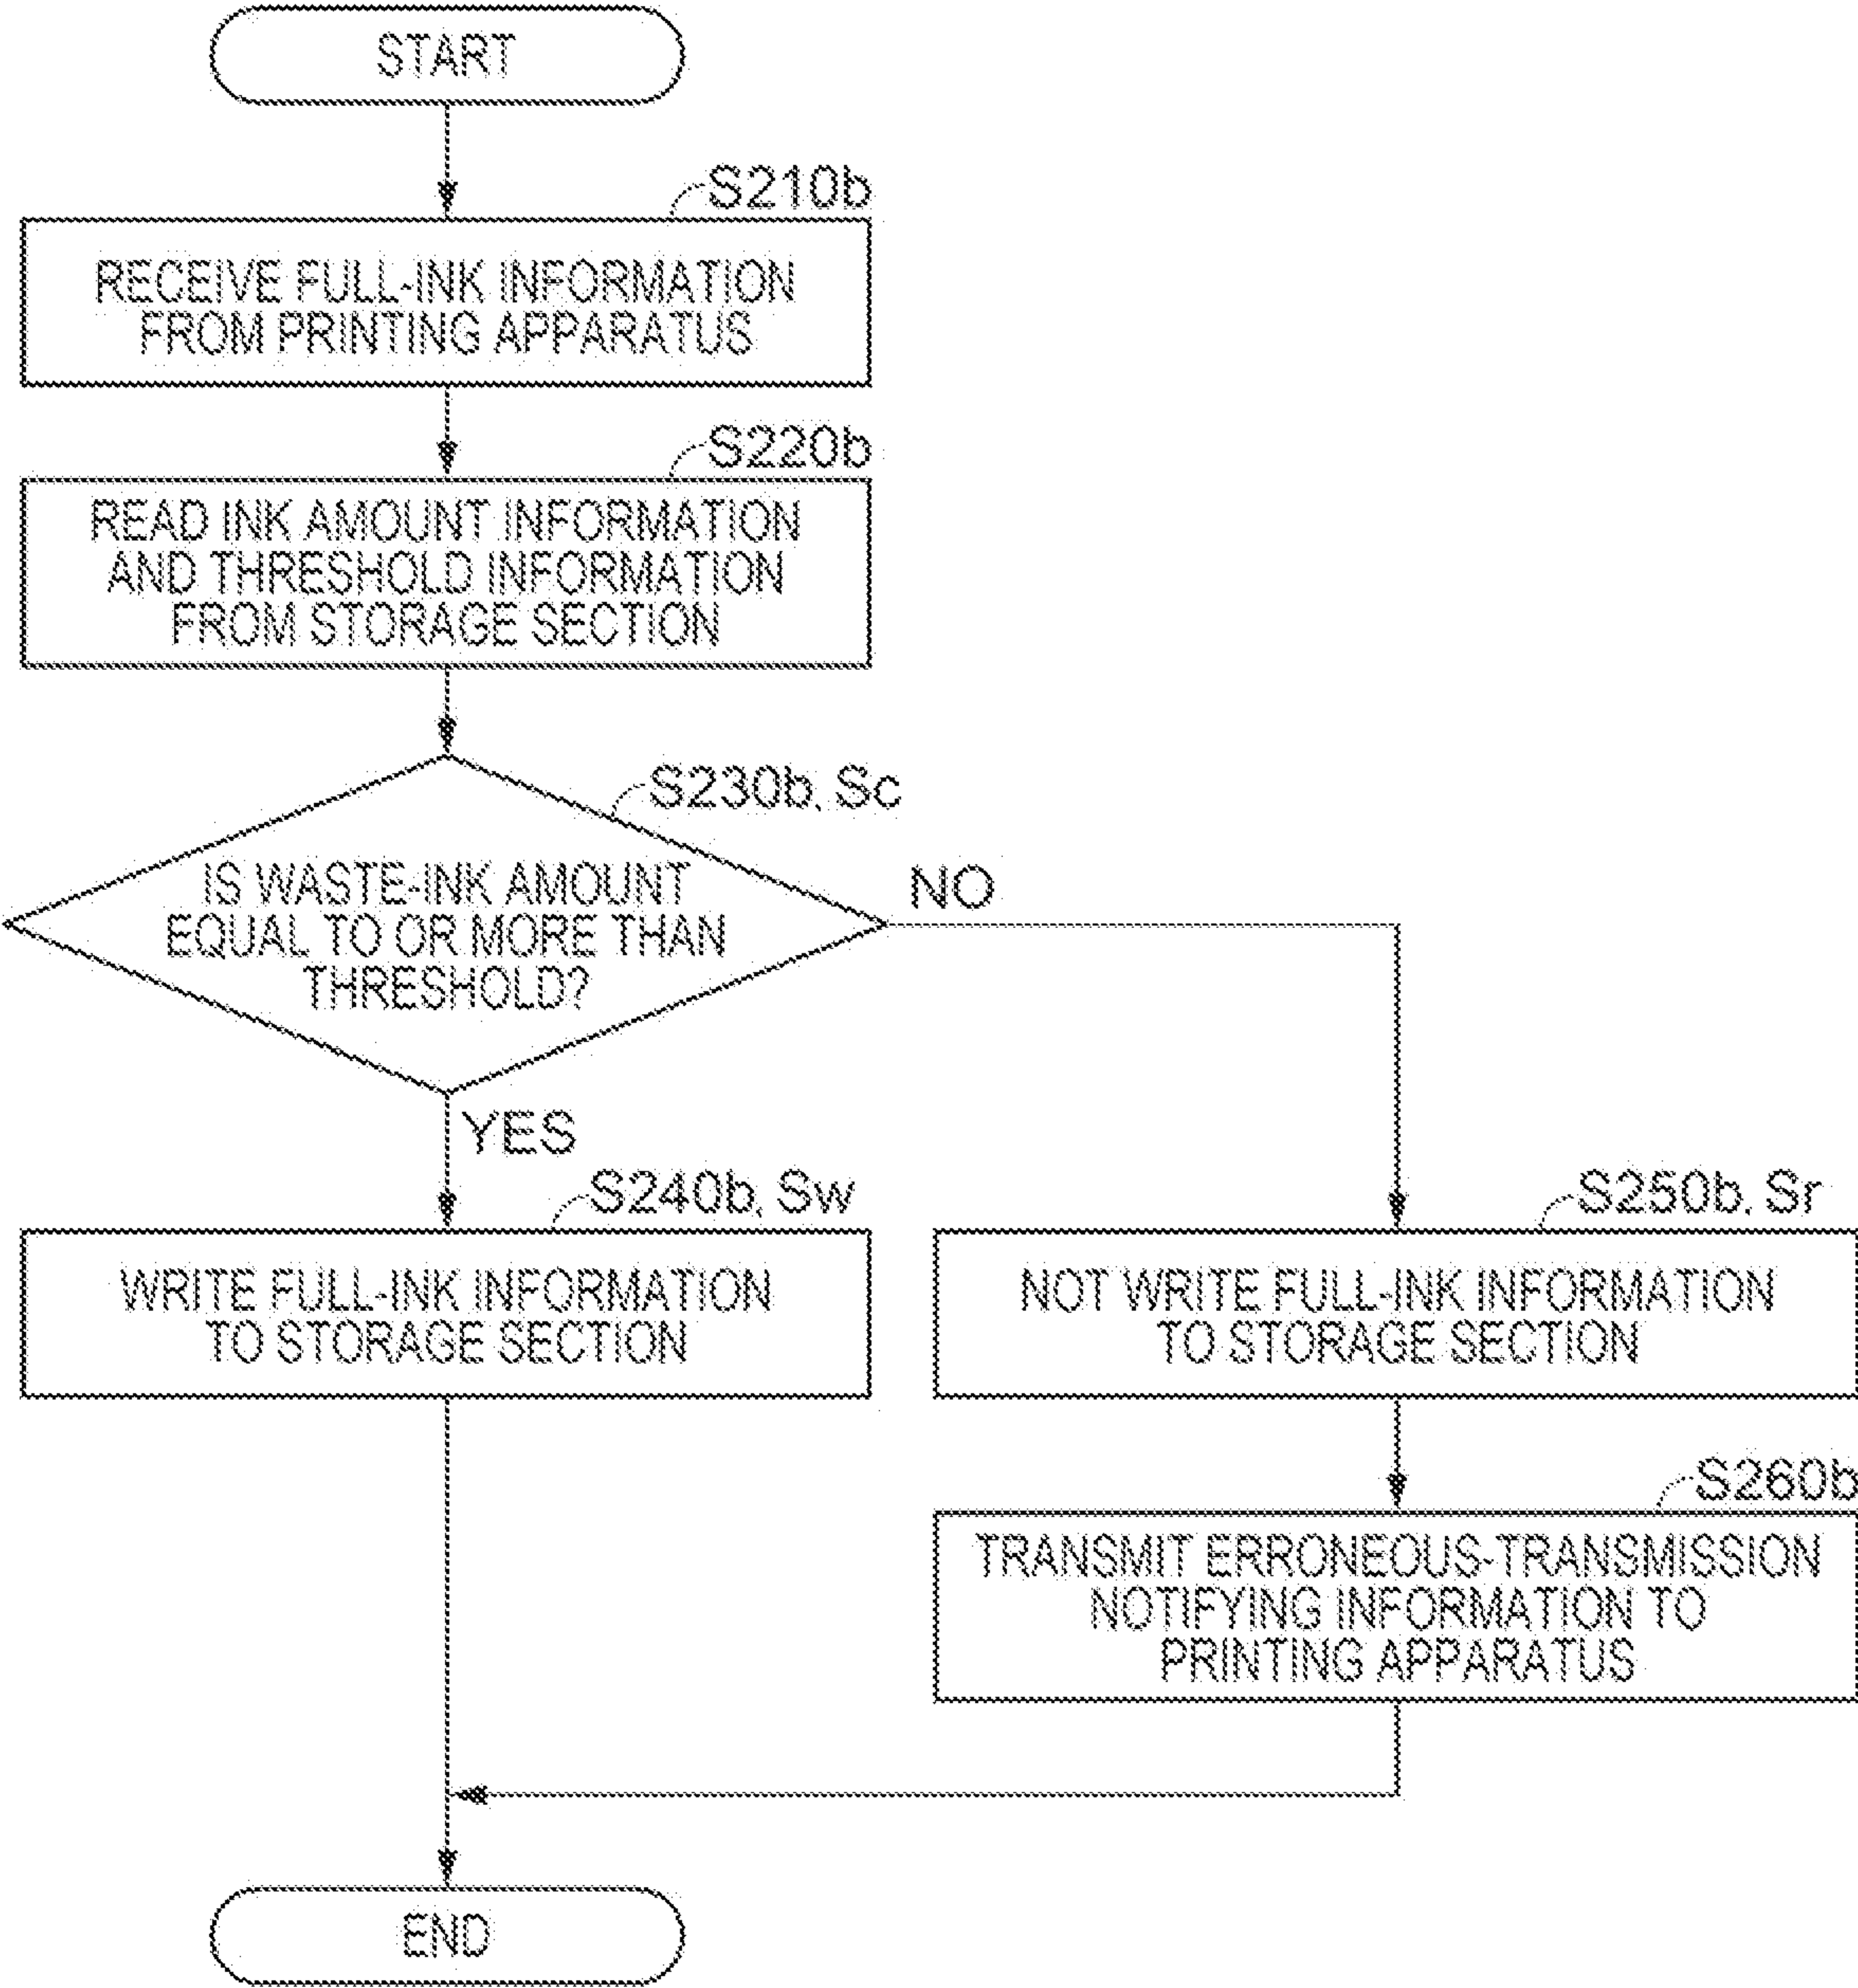 START
S210b
RECEIVE FULL-INK INFORMATION
FROM PRINTING APPARATUS
S220b
READ INK AMOUNT INFORMATION
AND THRESHOLD INFORMATION
FROM STORAGE SECTION
S230b, Sc
IS WASTE-INK AMOUNT
EQUAL TO OR MORE THAN
THRESHOLD?
NO
YES
S240b, Sw
WRITE FULL-INK INFORMATION
TO STORAGE SECTION
S250b, Sr
NOT WRITE FULL-INK INFORMATION
TO STORAGE SECTION
S260b
TRANSMIT ERRONEOUS-TRANSMISSION
NOTIFYING INFORMATION TO
PRINTING APPARATUS
END